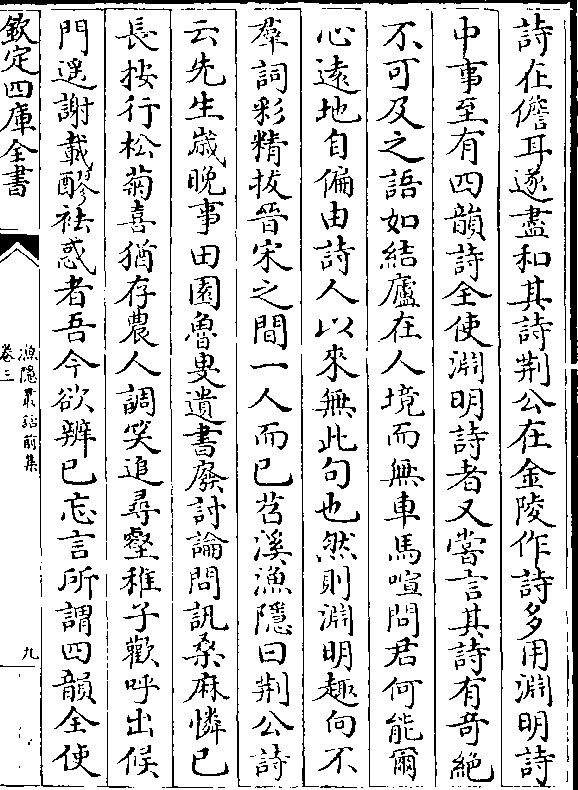 詩在儋耳遂盡和其詩荆公在金陵作詩多用淵明詩
中事至有四韻詩全使淵明詩者又嘗言其詩有奇絶
不可及之語如結廬在人境而無車馬喧問君何能爾
心遠地自偏由詩人以來無此句也然則淵明趣向不
羣詞彩精拔晉宋之間一人而已苕溪漁隱曰荆公詩
云先生嵗晚事田園魯叟遺書廢討論問訊桑麻憐已
長按行松菊喜猶存農人調笑追尋壑稚子歡呼出候
門遥謝載醪袪惑者吾今欲辨已忘言所謂四韻全使
欽定四庫全書
漁隱叢話前集
卷三
九